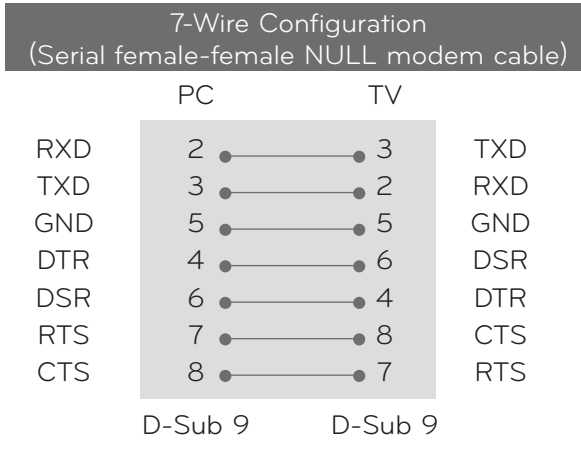 7-Wire Configuration
(Serial female-female NULL modem cable)
PC TV
RXD 2 3 TXD
TXD 3 2 RXD
GND 5 5 GND
DTR 4 6 DSR
DSR 6 4 DTR
RTS 7 8 CTS
CTS 8 7 RTS
D-Sub 9 D-Sub 9